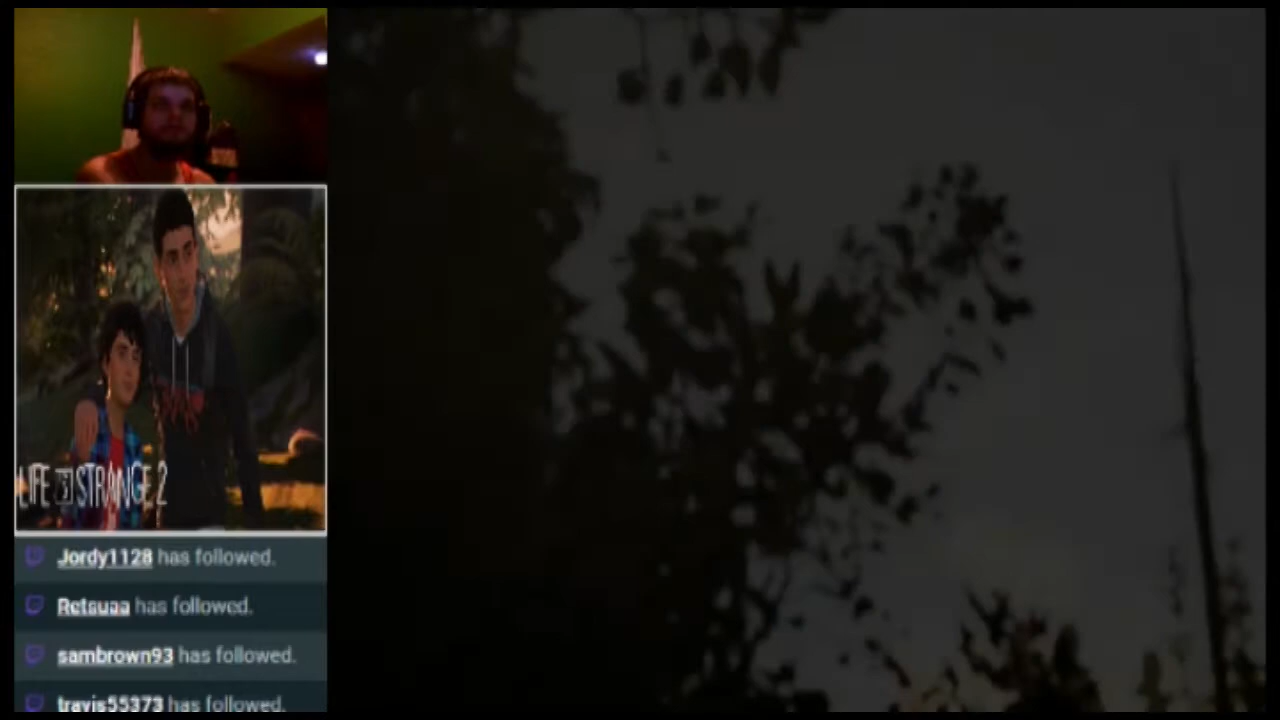 LIFE IS STRANGE 2
Jordy1128 has followed.
Retsuaa has followed.
sambrown93 has followed.
travis55373 has followed.